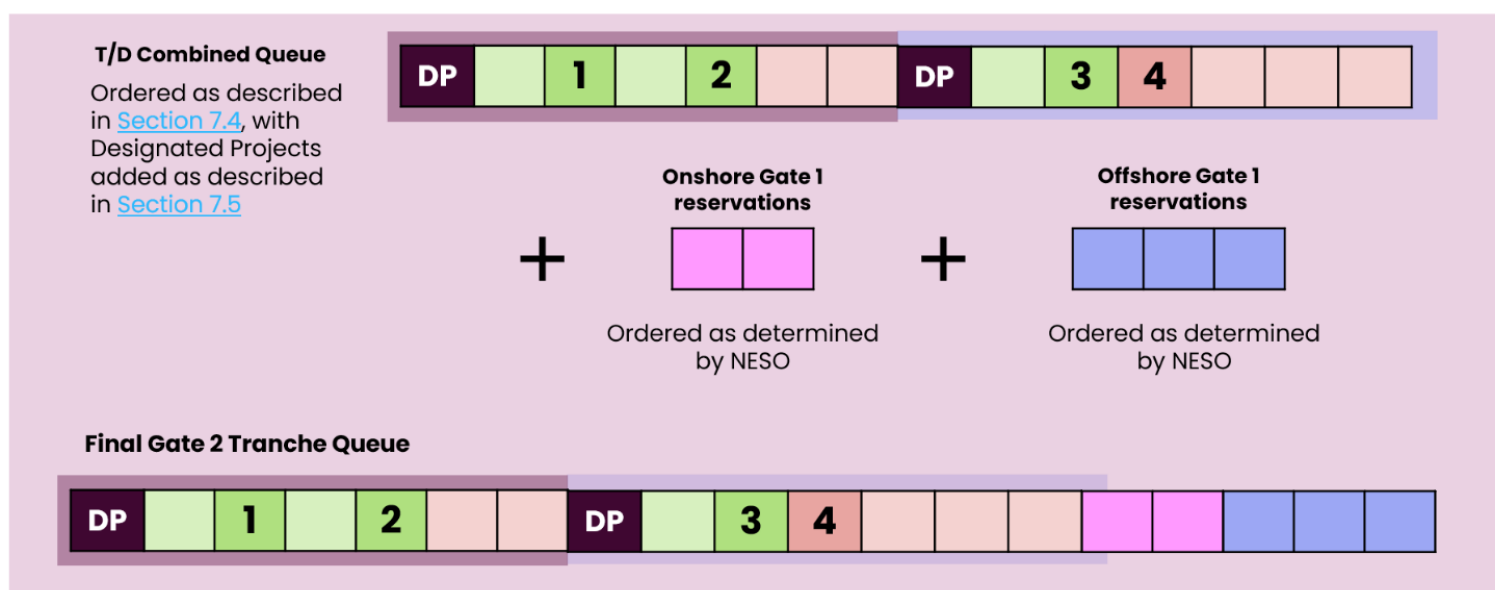 T/D Combined Queue
Ordered as described
in Section 7.4, with
Designated Projects
added as described
in Section 7.5
DP 1 2 DP 3 4
Onshore Gate 1
reservations
Offshore Gate 1
reservations
+ +
Ordered as determined
by NESO
Ordered as determined
by NESO
Final Gate 2 Tranche Queue
DP 1 2 DP 3 4